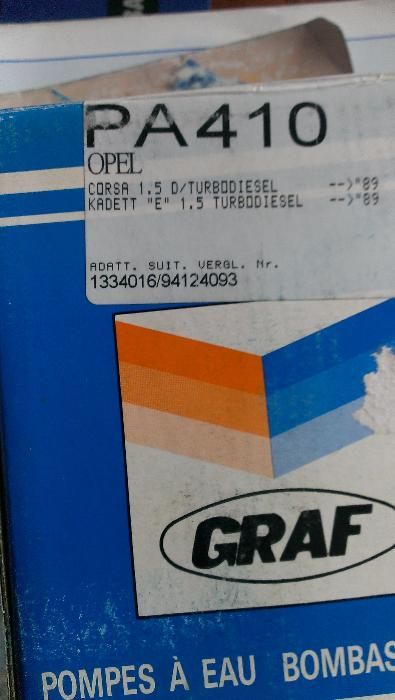 PA410
OPEL
CORSA 1.5 D/TURBODIESEL -->"89
KADETT "E" 1.5 TURBODIESEL -->"89
ADATT. SUIT. VERGL. Nr.
1334016/94124093
GRAF
POMPES À EAU BOMBAS